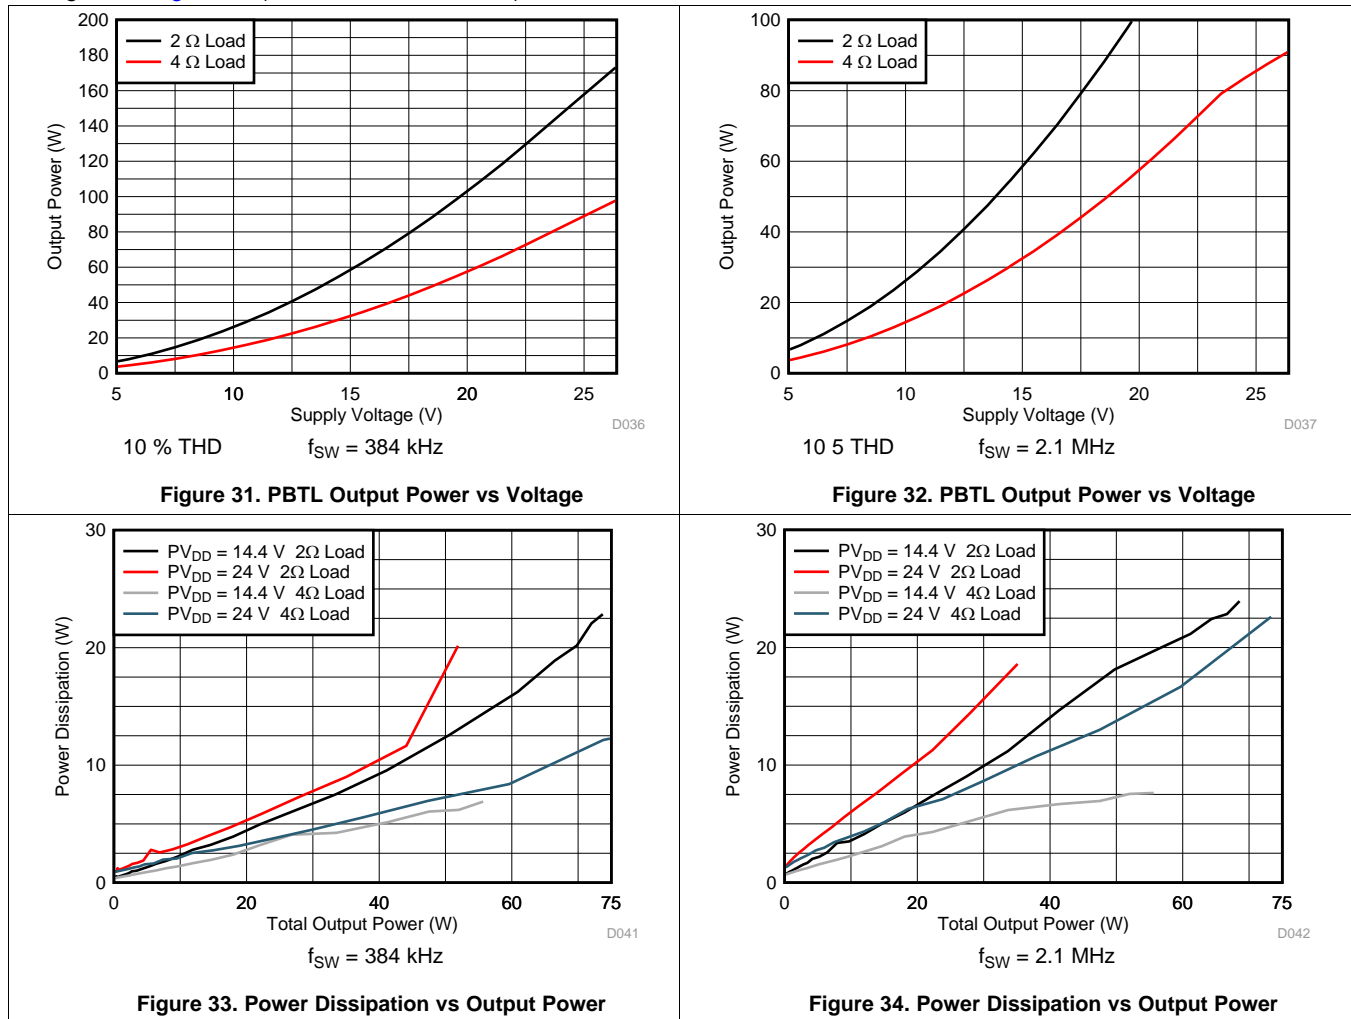 200
180
160
140
120
100
80
60
40
20
0
2 Ω Load
4 Ω Load
Output Power (W)
5 10 15 20 25
Supply Voltage (V)
D036
10 % THD fSW = 384 kHz
Figure 31. PBTL Output Power vs Voltage
100
80
60
40
20
0
2 Ω Load
4 Ω Load
Output Power (W)
5 10 15 20 25
Supply Voltage (V)
D037
10 5 THD fSW = 2.1 MHz
Figure 32. PBTL Output Power vs Voltage
30
20
10
0
PVDD = 14.4 V 2Ω Load
PVDD = 24 V 2Ω Load
PVDD = 14.4 V 4Ω Load
PVDD = 24 V 4Ω Load
Power Dissipation (W)
0 20 40 60 75
Total Output Power (W)
D041
fSW = 384 kHz
Figure 33. Power Dissipation vs Output Power
30
20
10
0
PVDD = 14.4 V 2Ω Load
PVDD = 24 V 2Ω Load
PVDD = 14.4 V 4Ω Load
PVDD = 24 V 4Ω Load
Power Dissipation (W)
0 20 40 60 75
Total Output Power (W)
D042
fSW = 2.1 MHz
Figure 34. Power Dissipation vs Output Power